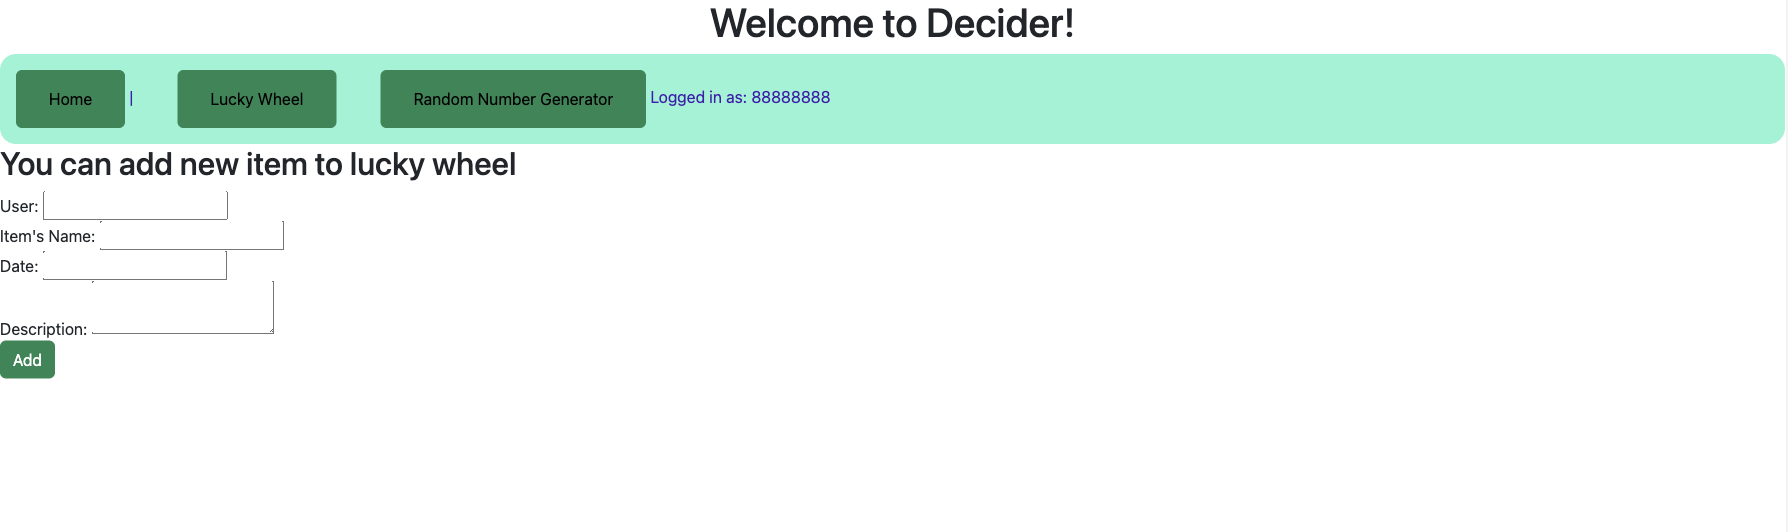 Welcome to Decider!
Home | Lucky Wheel Random Number Generator Logged in as: 88888888
You can add new item to lucky wheel
User:
Item's Name:
Date:
Description:
Add